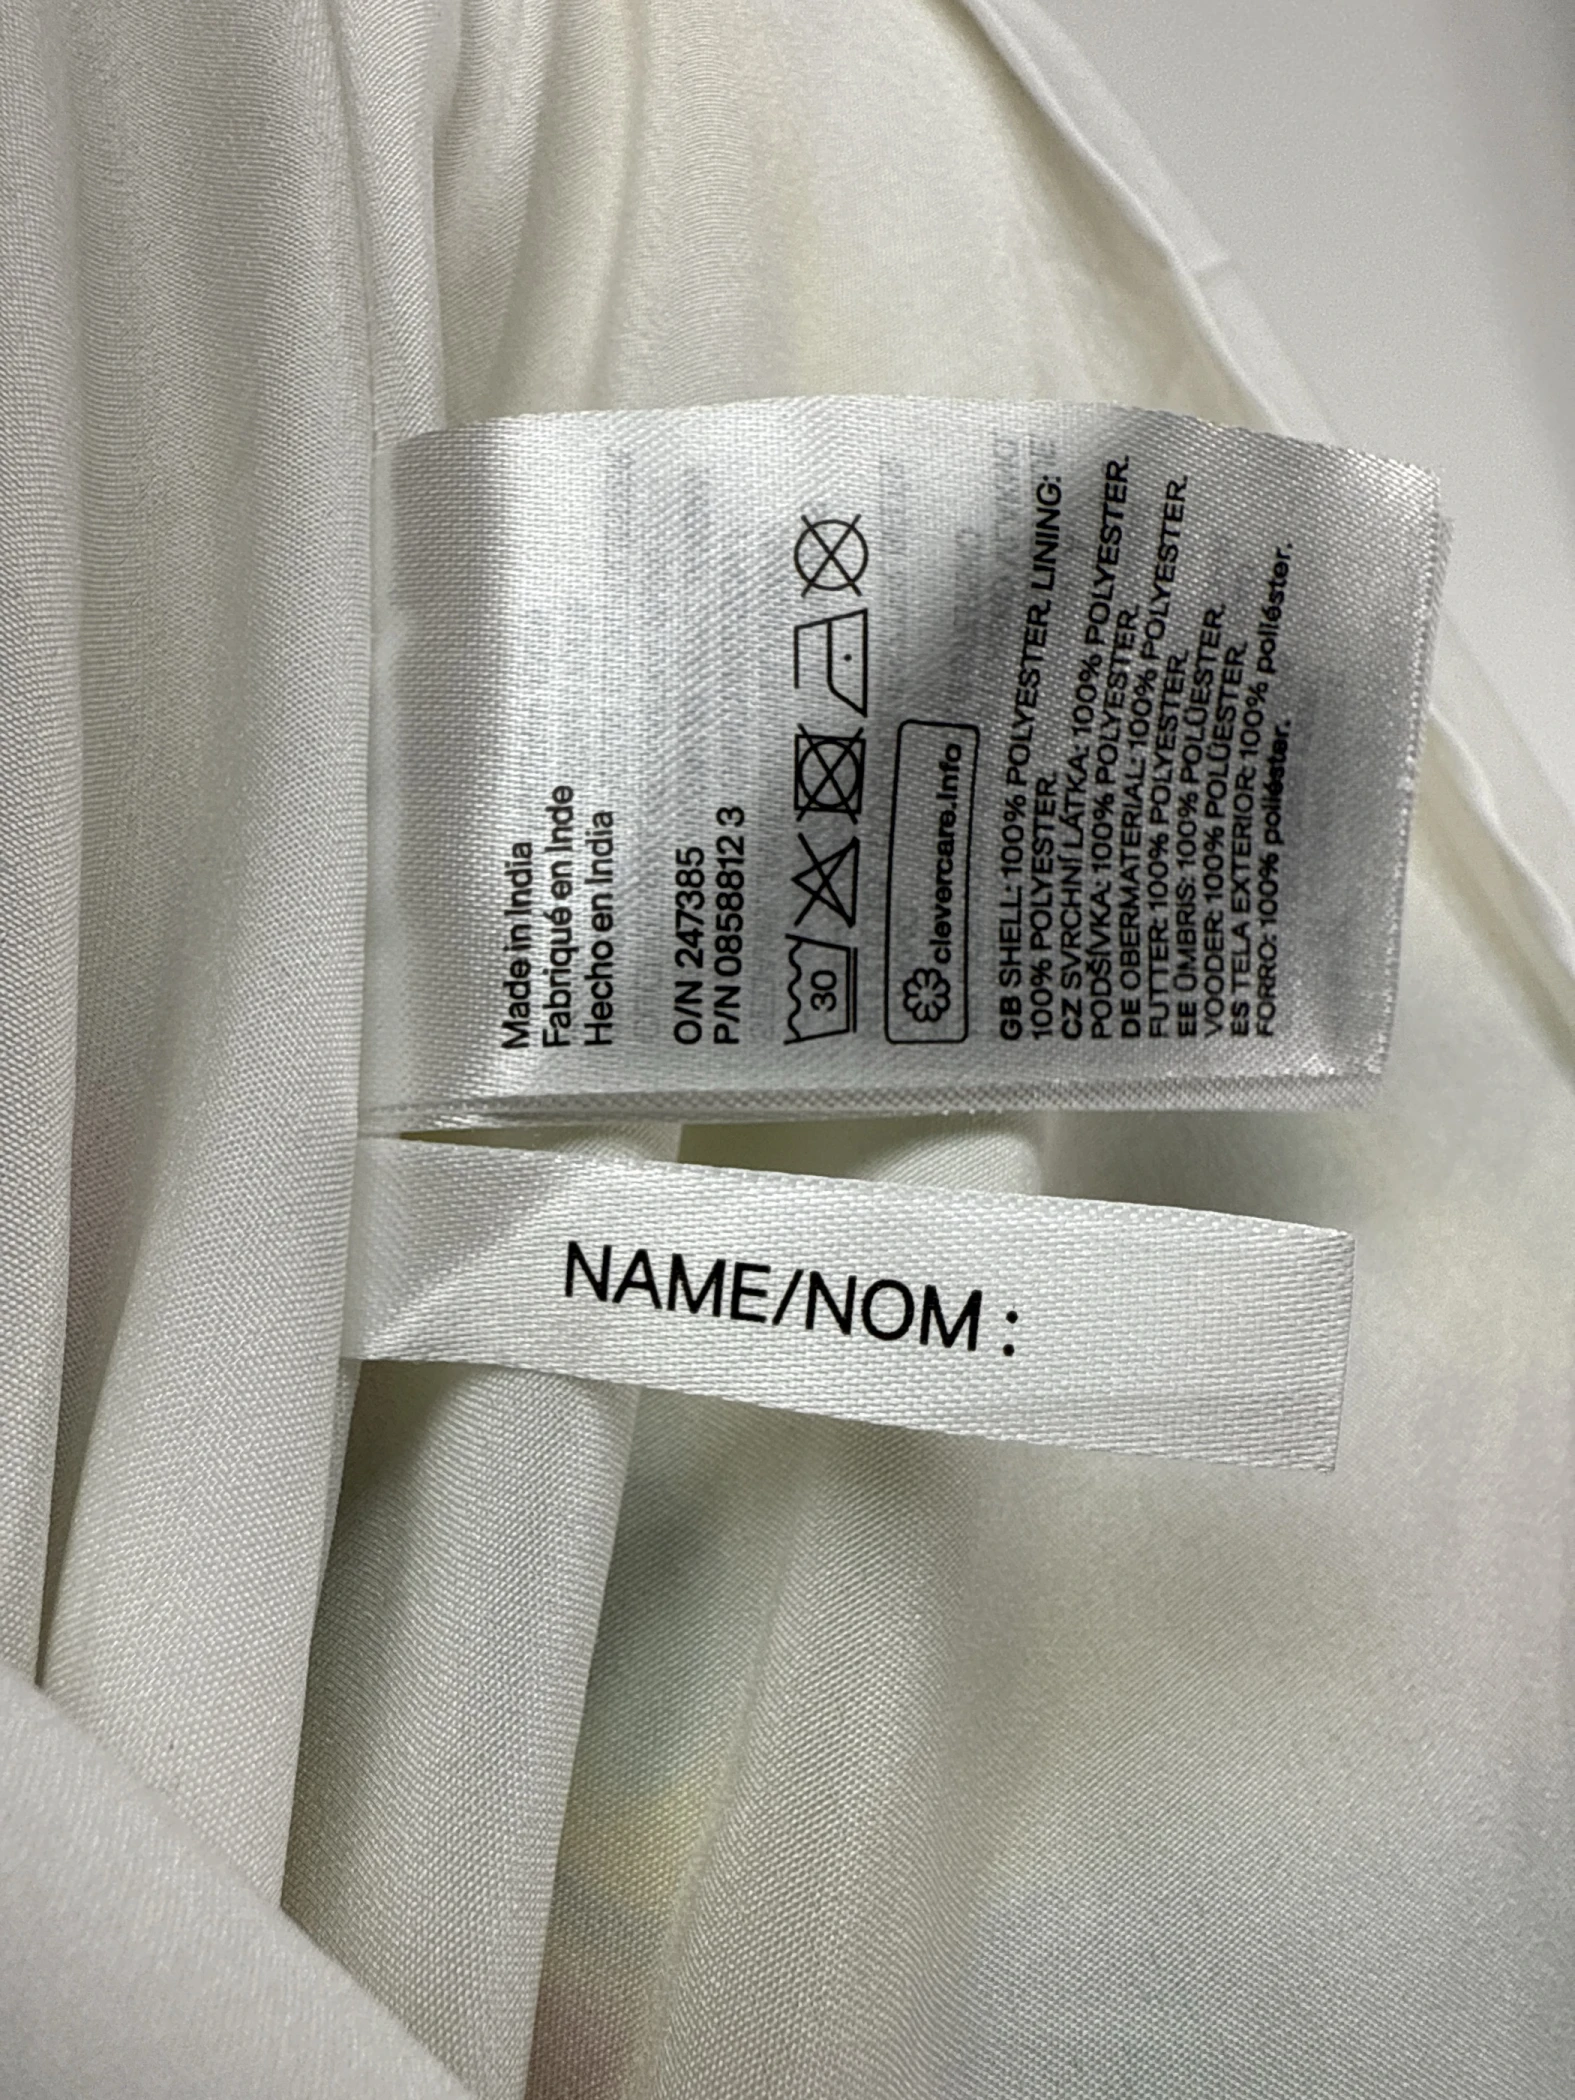 Made in India
Fabriqué en Inde
Hecho en India
O/N 247385
P/N 0858812 3
30
clevercare.info
GB SHELL: 100% POLYESTER. LINING:
100% POLYESTER.
CZ SVRCHNÍ LÁTKA: 100% POLYESTER.
PODŠÍVKA: 100% POLYESTER.
DE OBERMATERIAL: 100% POLYESTER.
FUTTER: 100% POLYESTER.
EE ÜMBRIS: 100% POLÜESTER.
VOODER: 100% POLÜESTER.
ES TELA EXTERIOR: 100% poliéster.
FORRO: 100% poliéster.
NAME/NOM :